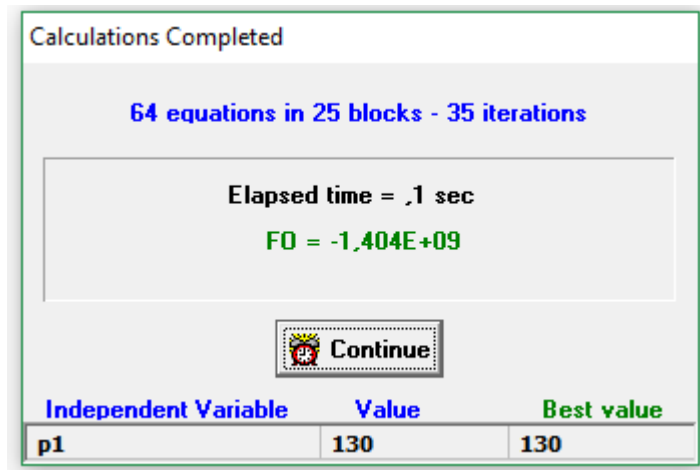 Calculations Completed
64 equations in 25 blocks - 35 iterations
Elapsed time = ,1 sec
FO = -1,404E+09
Continue
Independent Variable Value Best value
p1 130 130